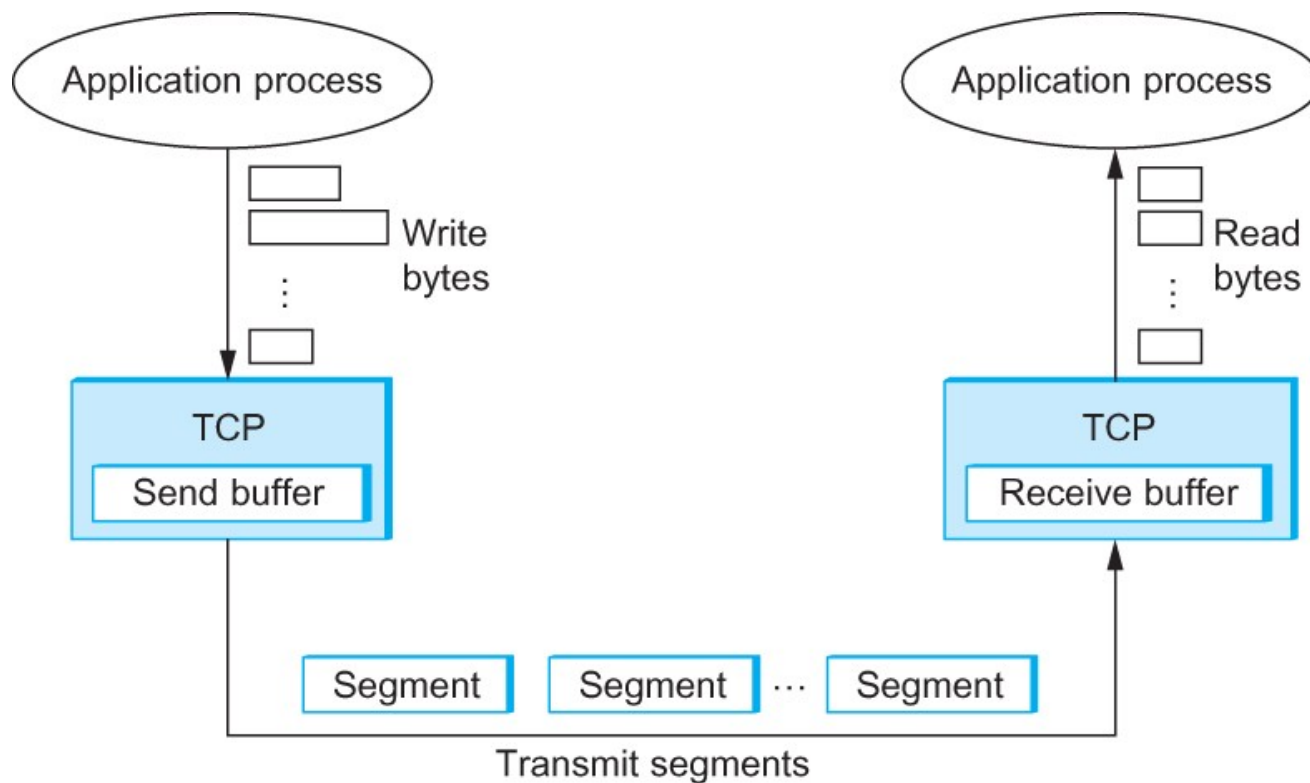 Application process
Application process
Write
bytes
⋮
Read
bytes
⋮
TCP
Send buffer
TCP
Receive buffer
Segment
Segment
...
Segment
Transmit segments